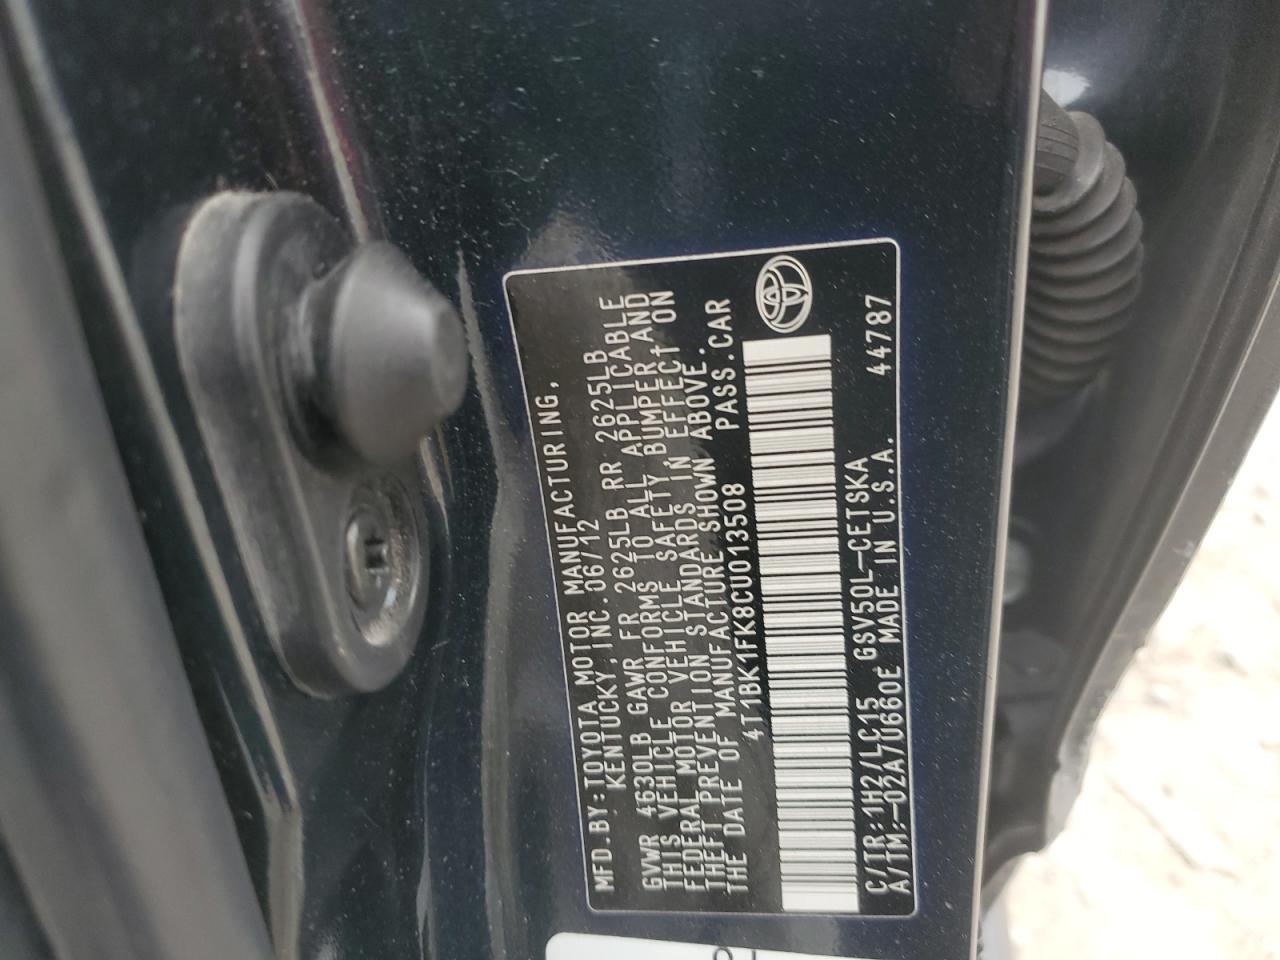 MFD.BY:TOYOTA MOTOR MANUFACTURING,
KENTUCKY,INC. 06/12
GVWR 4630LB GAWR FR 2625LB RR 2625LB
THIS VEHICLE CONFORMS TO ALL APPLICABLE
FEDERAL MOTOR VEHICLE SAFETY,BUMPER,AND
THEFT PREVENTION STANDARDS IN EFFECT ON
THE DATE OF MANUFACTURE SHOWN ABOVE.
4T1BK1FK8CU013508 PASS.CAR
C/TR:1H2/LC15 GSV50L-CETSKA 44787
A/TM:-02A/U660E MADE IN U.S.A.